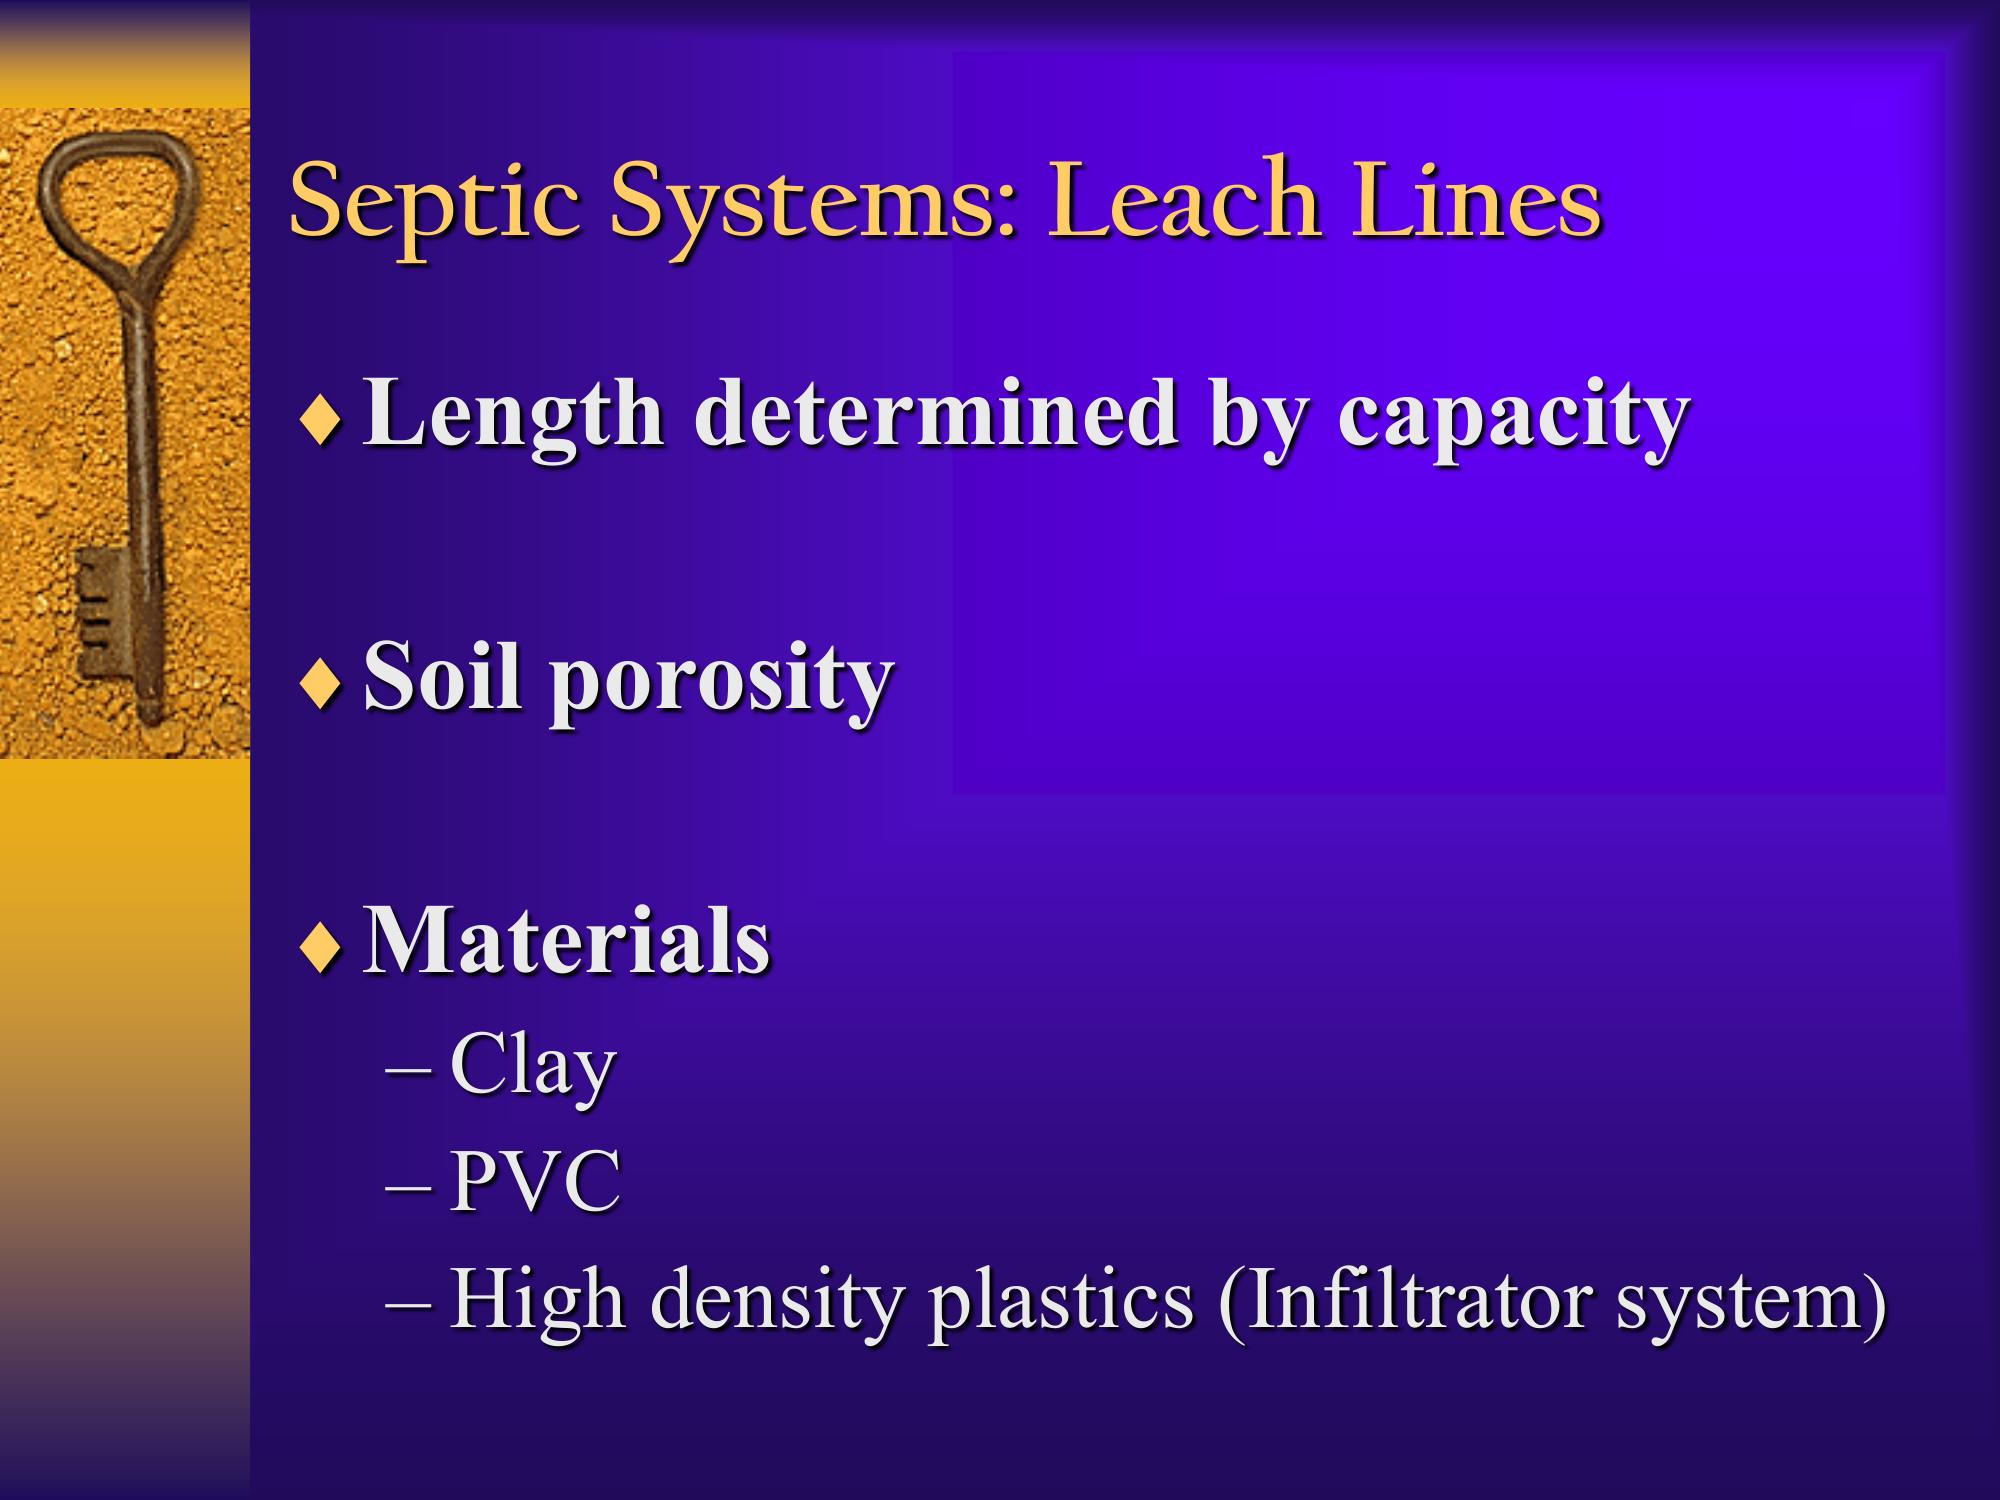 Septic Systems: Leach Lines
♦ Length determined by capacity
♦ Soil porosity
♦ Materials
– Clay
– PVC
– High density plastics (Infiltrator system)